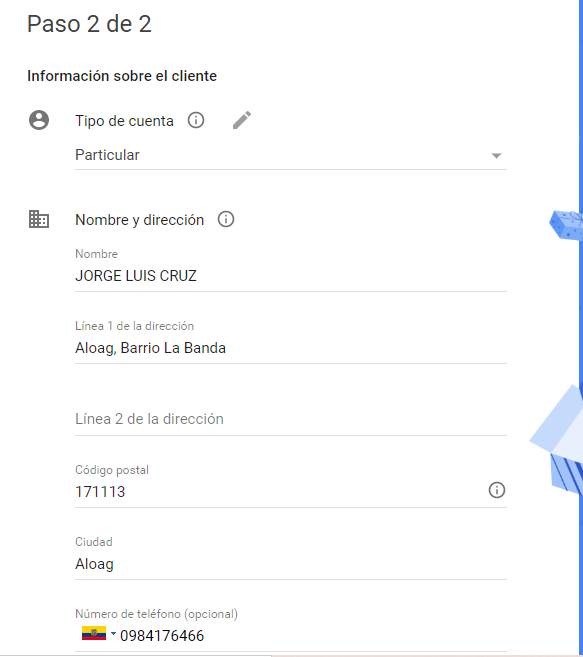 Paso 2 de 2
Información sobre el cliente
Tipo de cuenta
Particular
Nombre y dirección
Nombre
JORGE LUIS CRUZ
Línea 1 de la dirección
Aloag, Barrio La Banda
Línea 2 de la dirección
Código postal
171113
Ciudad
Aloag
Número de teléfono (opcional)
0984176466